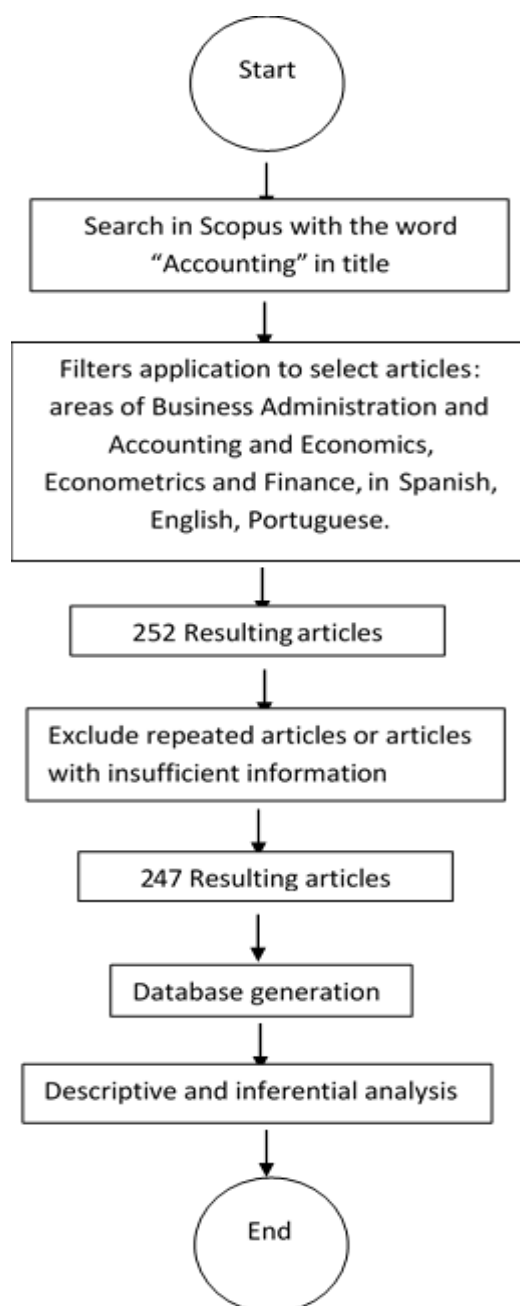 Start
Search in Scopus with the word
“Accounting” in title
Filters application to select articles:
areas of Business Administration and
Accounting and Economics,
Econometrics and Finance, in Spanish,
English, Portuguese.
252 Resulting articles
Exclude repeated articles or articles
with insufficient information
247 Resulting articles
Database generation
Descriptive and inferential analysis
End